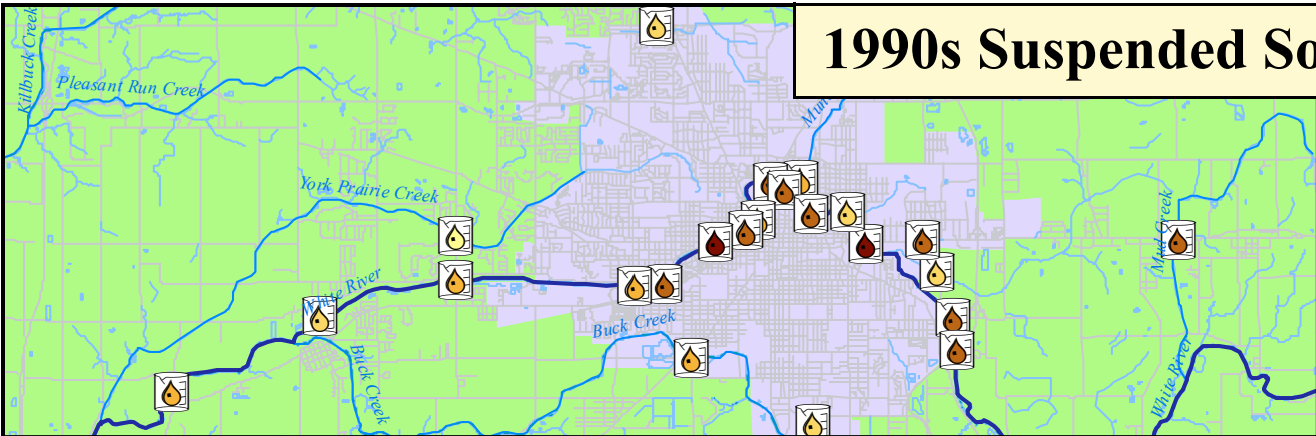 1990s Suspended So
Killbuck Creek
Pleasant Run Creek
Mun
York Prairie Creek
Mud Creek
White River
Buck Creek
Buck Creek
White River